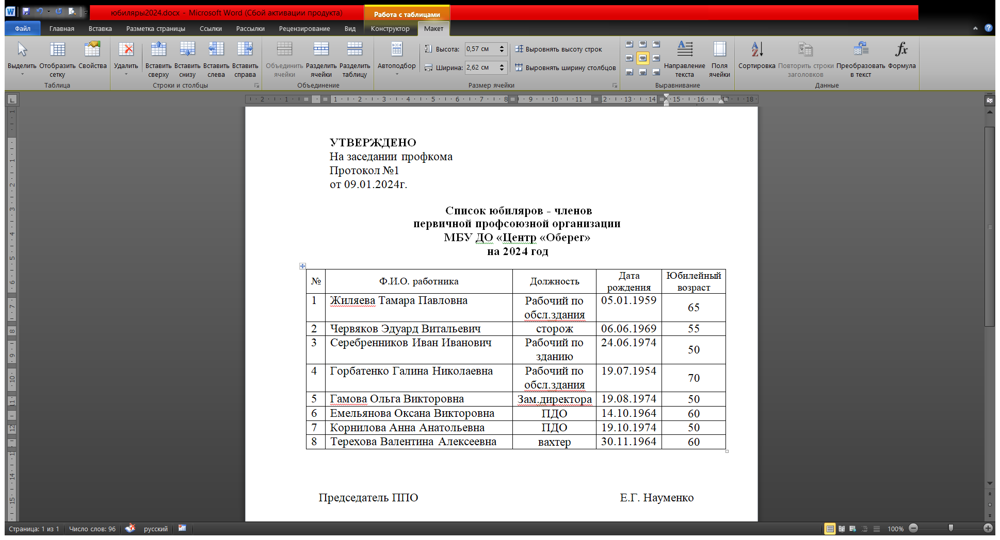 юбиляры2024.docx - Microsoft Word (Сбой активации продукта)
Работа с таблицами
Файл Главная Вставка Разметка страницы Ссылки Рассылки Рецензирование Вид Конструктор Макет
Выделить Отобразить сетку Свойства
Таблица
Удалить Вставить сверху Вставить снизу Вставить слева Вставить справа
Строки и столбцы
Объединить ячейки Разделить ячейки Разделить таблицу
Объединение
Автоподбор Высота: 0,57 см Выровнять высоту строк
Ширина: 2,62 см Выровнять ширину столбцов
Размер ячейки
Направление текста Поля ячейки
Выравнивание
Сортировка Повторить строки заголовков Преобразовать в текст Формула
Данные
УТВЕРЖДЕНО
На заседании профкома
Протокол №1
от 09.01.2024г.
Список юбиляров - членов
первичной профсоюзной организации
МБУ ДО «Центр «Оберег»
на 2024 год
№ Ф.И.О. работника Должность Дата рождения Юбилейный возраст
1 Жиляева Тамара Павловна Рабочий по обсл.здания 05.01.1959 65
2 Червяков Эдуард Витальевич сторож 06.06.1969 55
3 Серебренников Иван Иванович Рабочий по зданию 24.06.1974 50
4 Горбатенко Галина Николаевна Рабочий по обсл.здания 19.07.1954 70
5 Гамова Ольга Викторовна Зам.директора 19.08.1974 50
6 Емельянова Оксана Викторовна ПДО 14.10.1964 60
7 Корнилова Анна Анатольевна ПДО 19.10.1974 50
8 Терехова Валентина Алексеевна вахтер 30.11.1964 60
Председатель ППО Е.Г. Науменко
Страница: 1 из 1 Число слов: 96 русский 100%